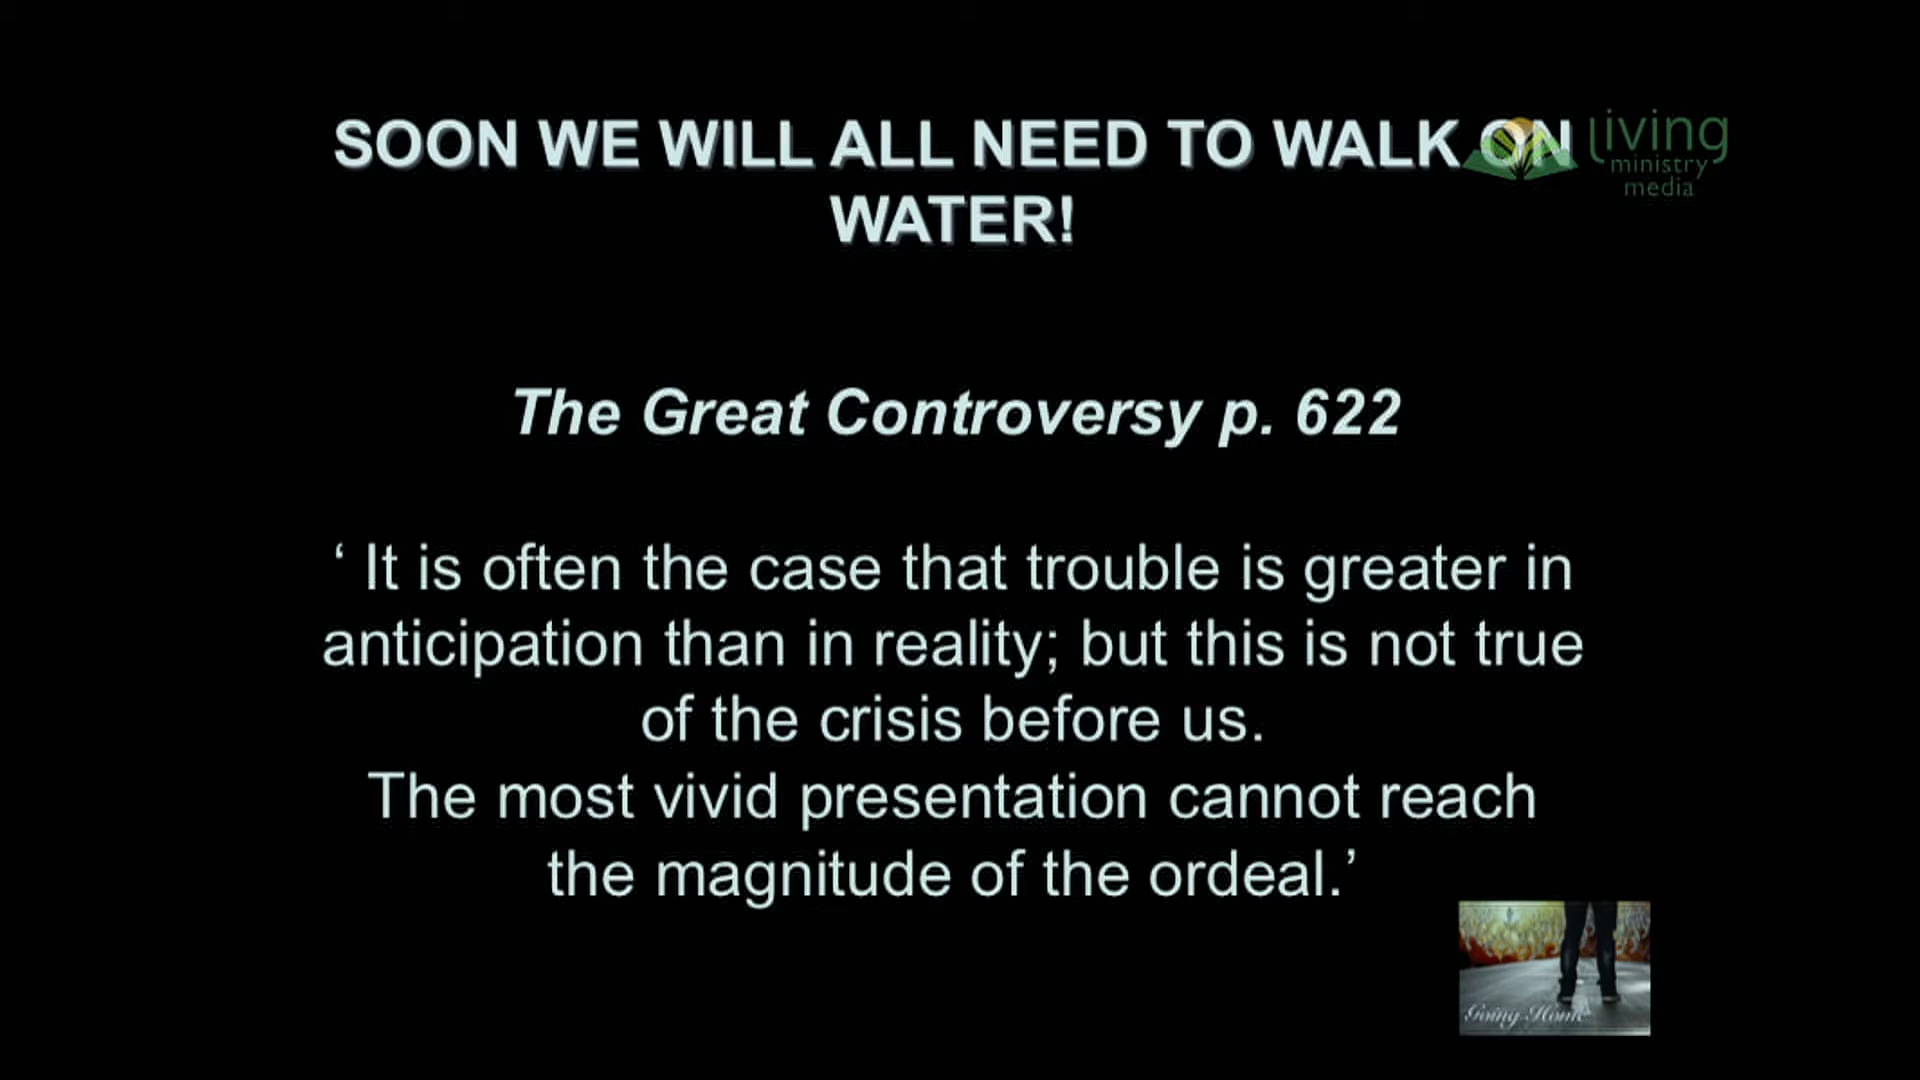 SOON WE WILL ALL NEED TO WALK ON
WATER!
living
ministry
media
The Great Controversy p. 622
‘ It is often the case that trouble is greater in
anticipation than in reality; but this is not true
of the crisis before us.
The most vivid presentation cannot reach
the magnitude of the ordeal.’
Going Home